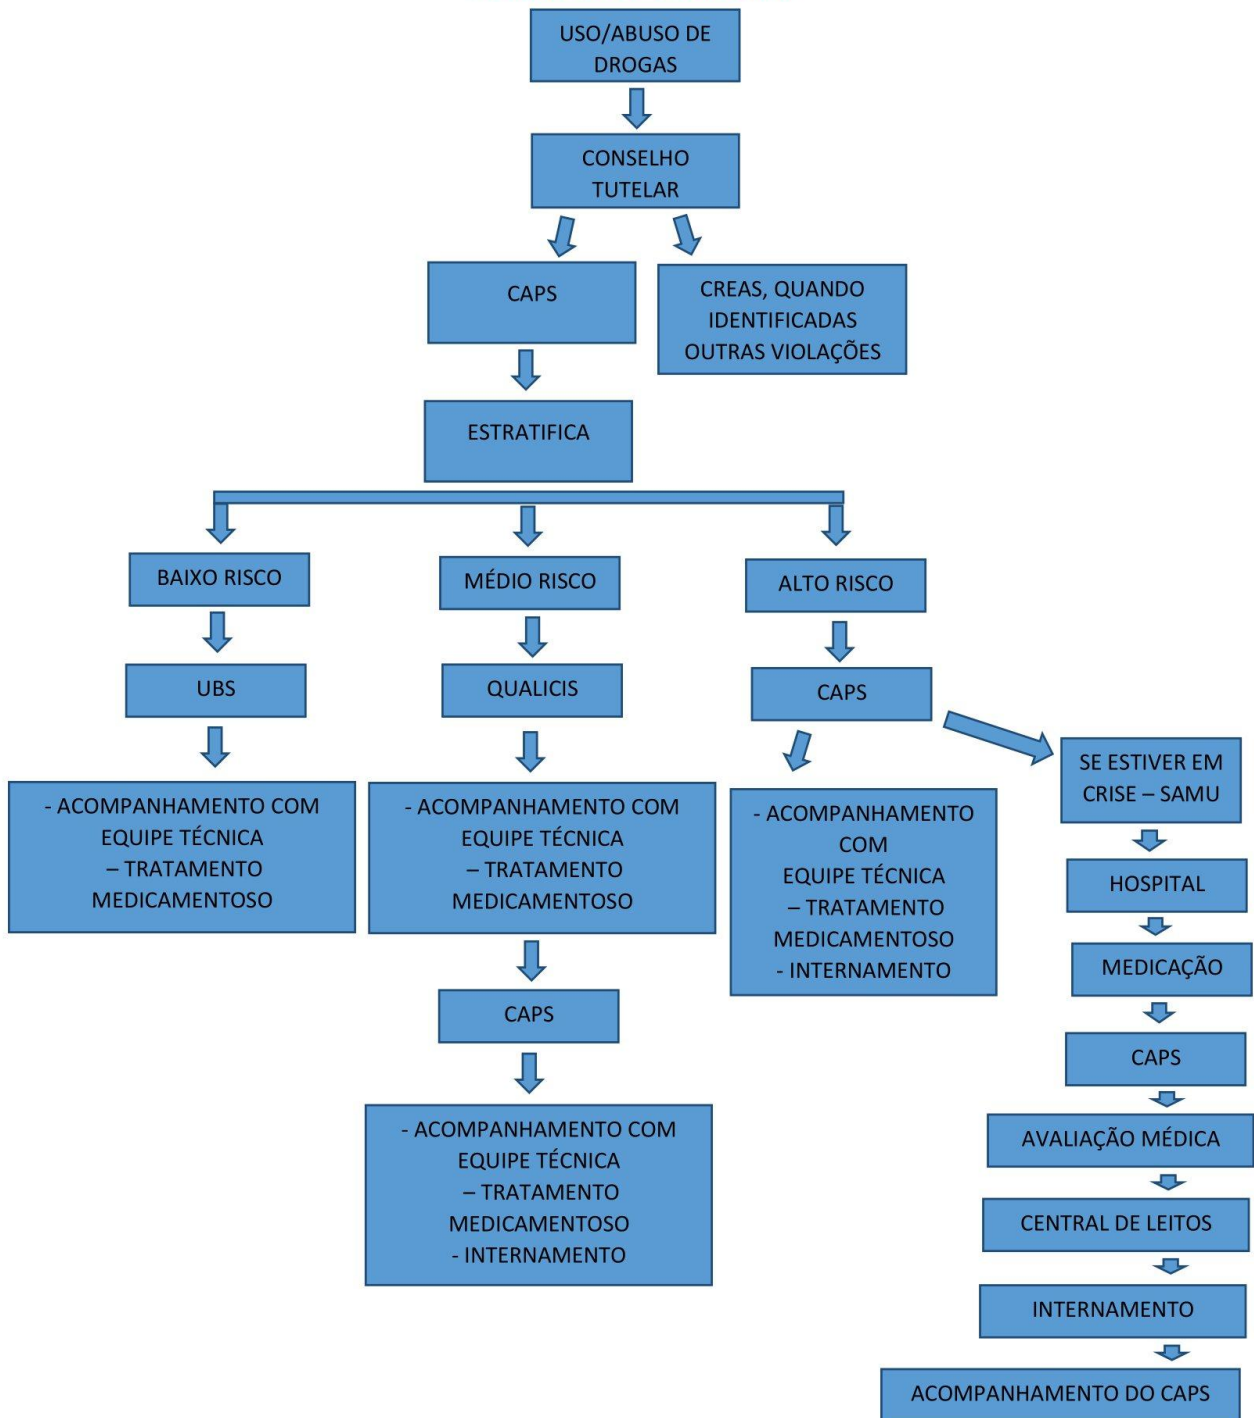 USO/ABUSO DE
DROGAS
CONSELHO
TUTELAR
CAPS
CREAS, QUANDO
IDENTIFICADAS
OUTRAS VIOLAÇÕES
ESTRATIFICA
BAIXO RISCO
MÉDIO RISCO
ALTO RISCO
UBS
QUALICIS
CAPS
- ACOMPANHAMENTO COM
EQUIPE TÉCNICA
– TRATAMENTO
MEDICAMENTOSO
- ACOMPANHAMENTO COM
EQUIPE TÉCNICA
– TRATAMENTO
MEDICAMENTOSO
CAPS
- ACOMPANHAMENTO COM
EQUIPE TÉCNICA
– TRATAMENTO
MEDICAMENTOSO
- INTERNAMENTO
- ACOMPANHAMENTO
COM
EQUIPE TÉCNICA
– TRATAMENTO
MEDICAMENTOSO
- INTERNAMENTO
SE ESTIVER EM
CRISE – SAMU
HOSPITAL
MEDICAÇÃO
CAPS
AVALIAÇÃO MÉDICA
CENTRAL DE LEITOS
INTERNAMENTO
ACOMPANHAMENTO DO CAPS